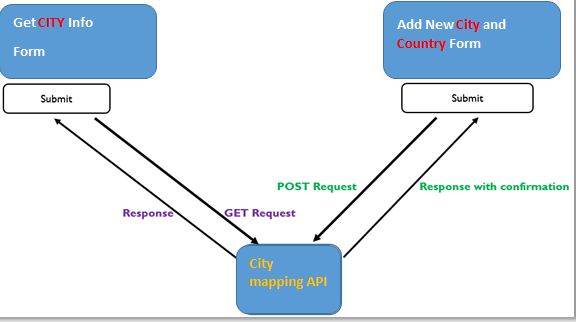 Get CITY Info
Form
Submit
Add New City and
Country Form
Submit
POST Request
Response with confirmation
Response
GET Request
City
mapping API